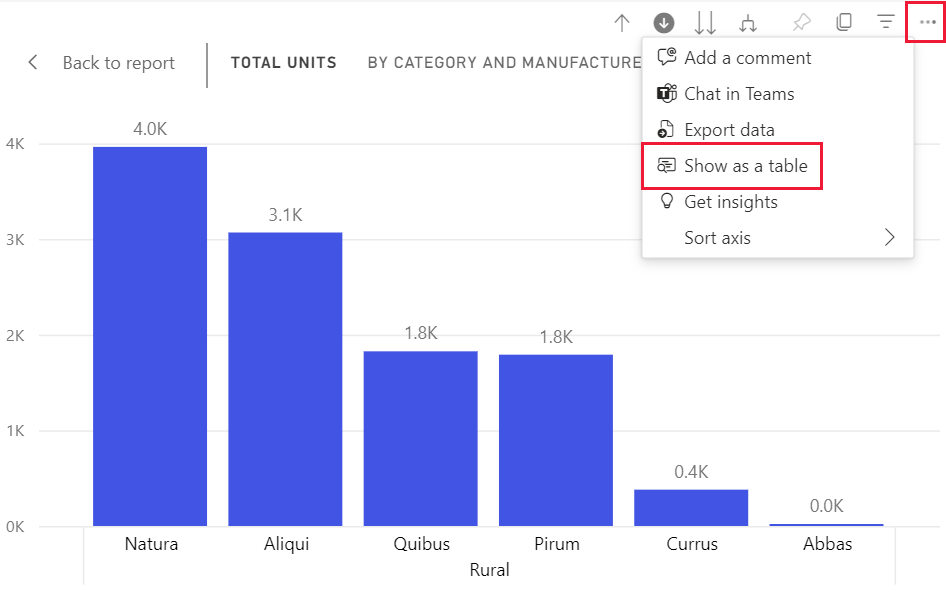 Back to report
TOTAL UNITS
BY CATEGORY AND MANUFACTURE
Add a comment
Chat in Teams
Export data
Show as a table
Get insights
Sort axis
4K
3K
2K
1K
0K
4.0K
3.1K
1.8K
1.8K
0.4K
0.0K
Natura
Aliqui
Quibus
Pirum
Currus
Abbas
Rural